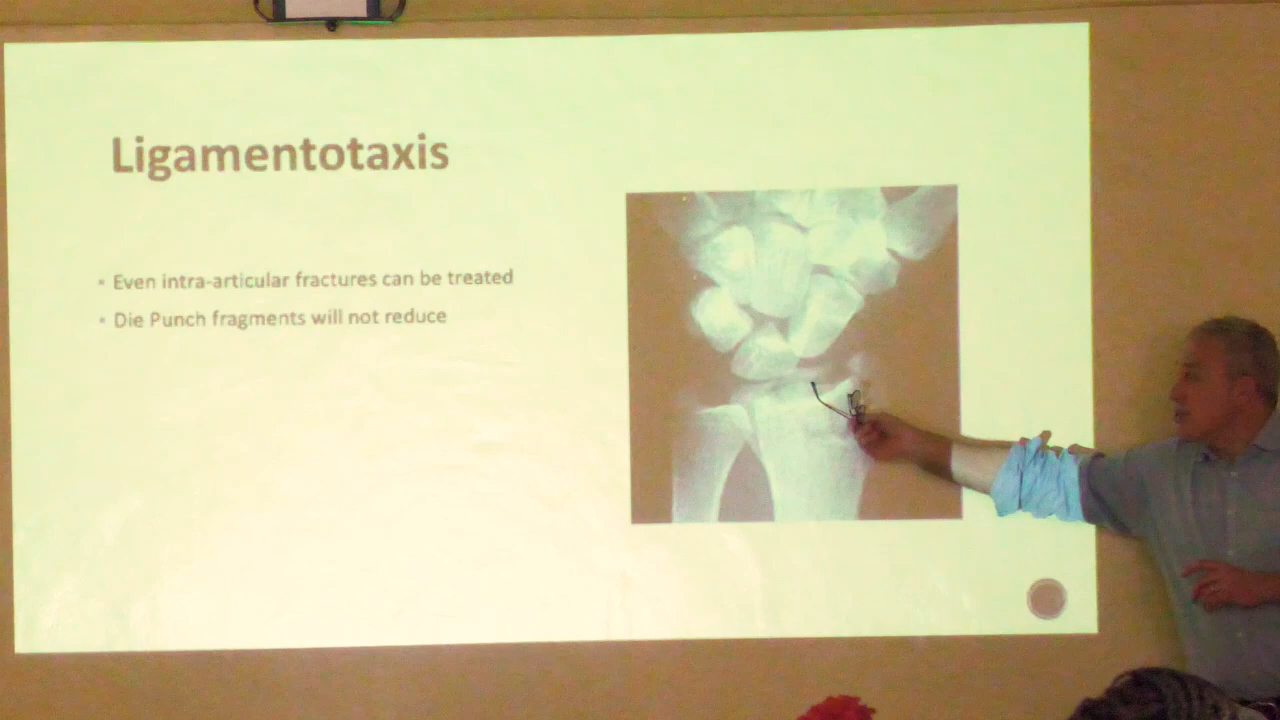 Ligamentotaxis
• Even intra-articular fractures can be treated
• Die Punch fragments will not reduce